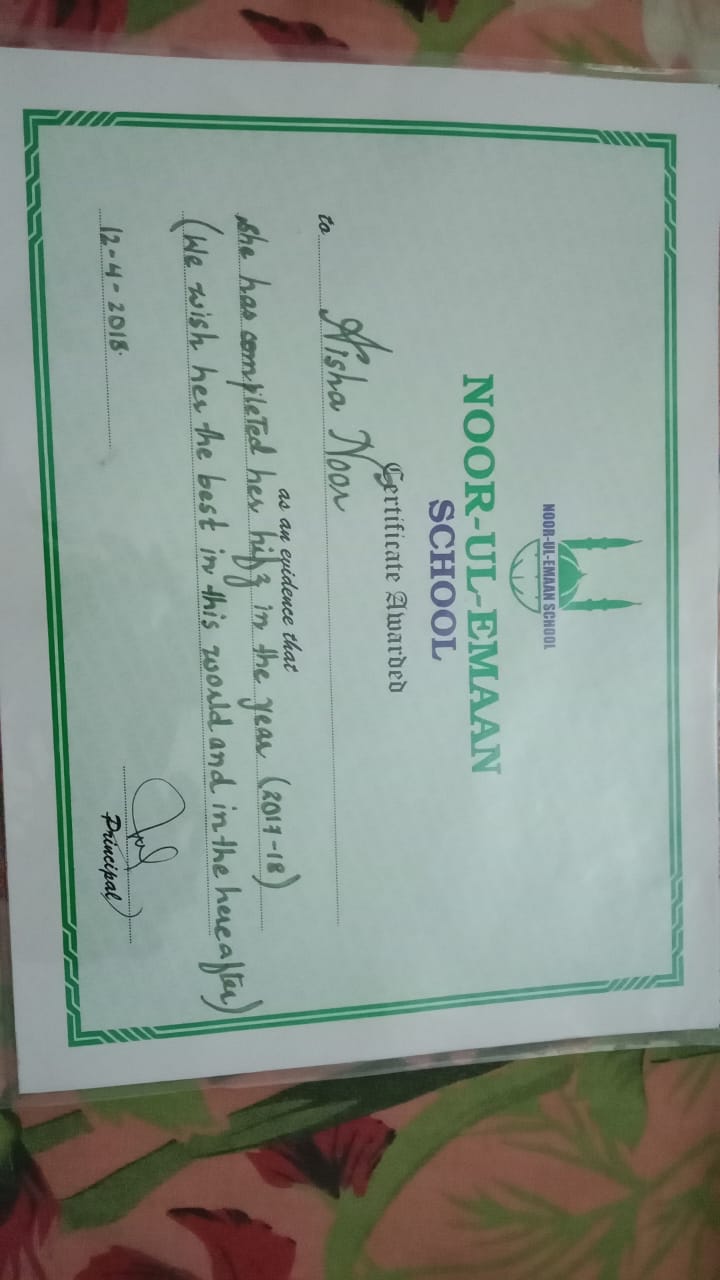 NOOR-UL-EMAAN SCHOOL
NOOR-UL-EMAAN
SCHOOL
Certificate Awarded
to Aisha Noor
as an evidence that
she has completed her hifz in the year (2017-18)
(We wish her the best in this world and in the hereafter)
12-4-2018.
Principal